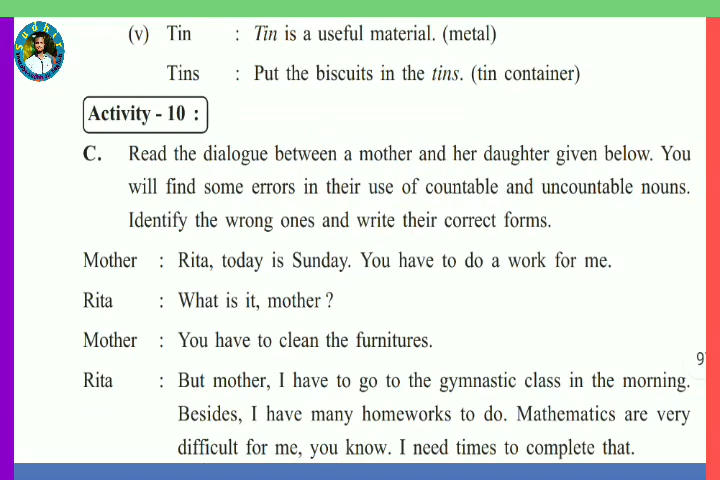 Sudhir
(v) Tin : Tin is a useful material. (metal)
Tins : Put the biscuits in the tins. (tin container)
Activity - 10 :
C. Read the dialogue between a mother and her daughter given below. You
will find some errors in their use of countable and uncountable nouns.
Identify the wrong ones and write their correct forms.
Mother : Rita, today is Sunday. You have to do a work for me.
Rita : What is it, mother ?
Mother : You have to clean the furnitures.
Rita : But mother, I have to go to the gymnastic class in the morning.
Besides, I have many homeworks to do. Mathematics are very
difficult for me, you know. I need times to complete that.